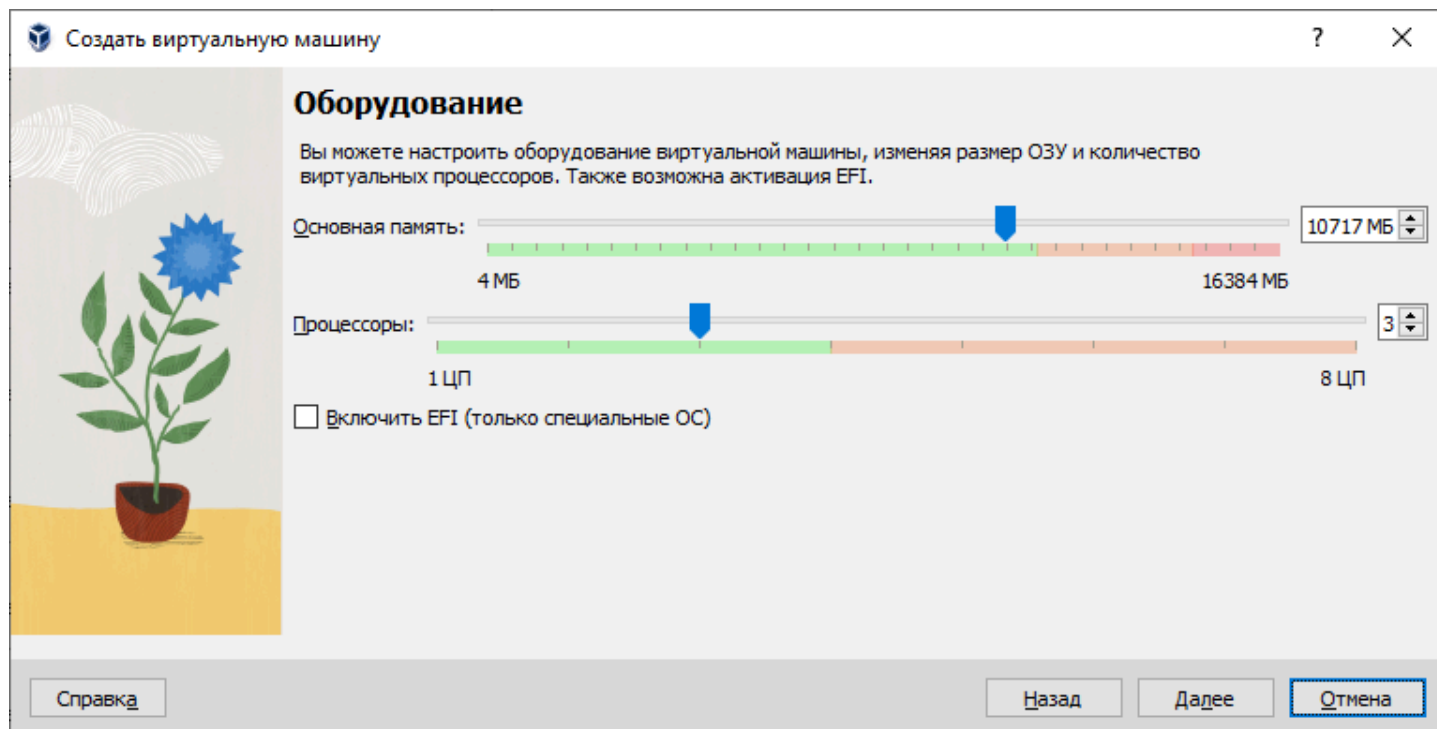 Создать виртуальную машину
Оборудование
Вы можете настроить оборудование виртуальной машины, изменяя размер ОЗУ и количество
виртуальных процессоров. Также возможна активация EFI.
Основная память: 10717 МБ
4 МБ 16384 МБ
Процессоры: 3
1 ЦП 8 ЦП
Включить EFI (только специальные ОС)
Справка Назад Далее Отмена